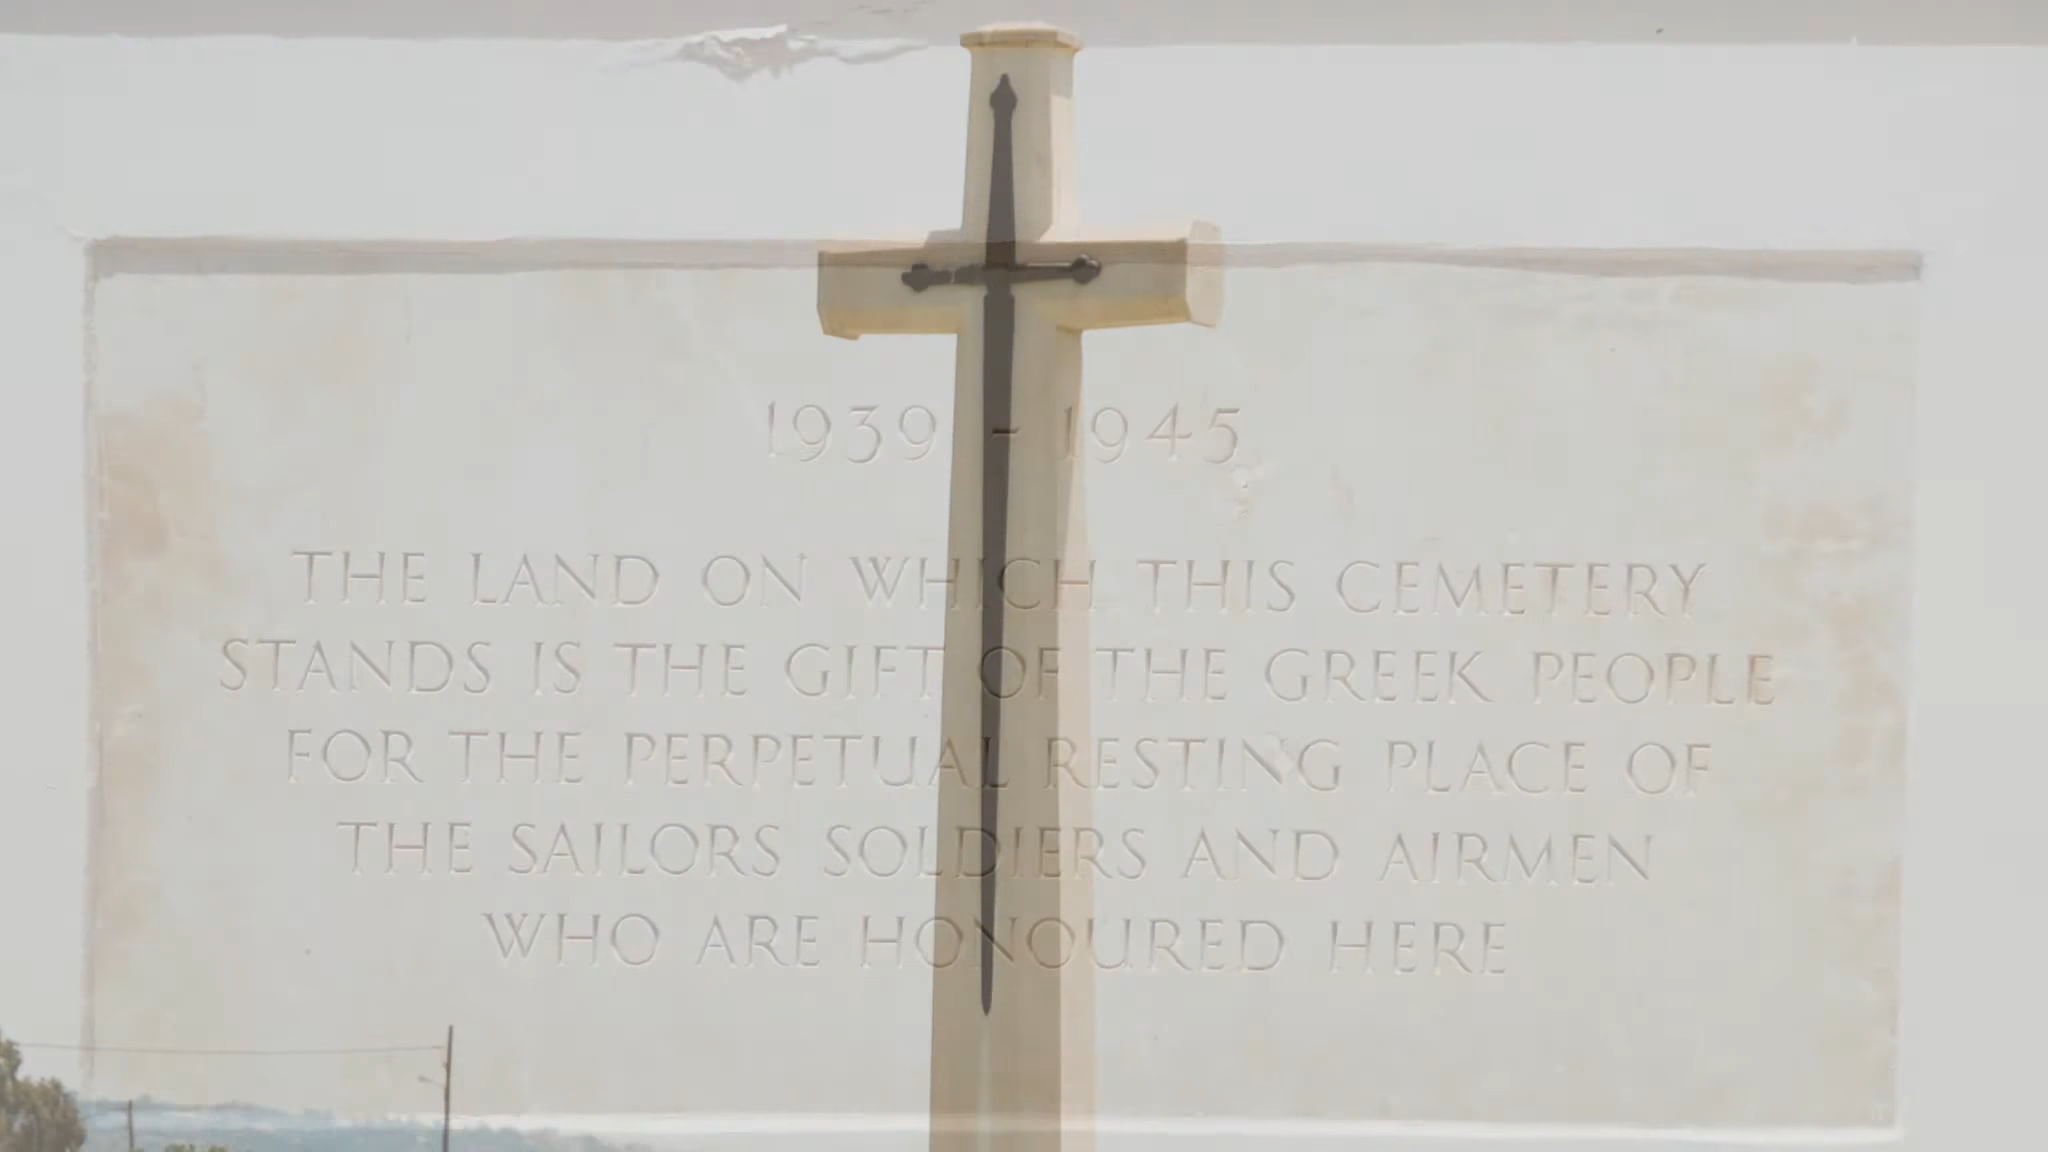 1939 - 1945
THE LAND ON WHICH THIS CEMETERY
STANDS IS THE GIFT OF THE GREEK PEOPLE
FOR THE PERPETUAL RESTING PLACE OF
THE SAILORS SOLDIERS AND AIRMEN
WHO ARE HONOURED HERE